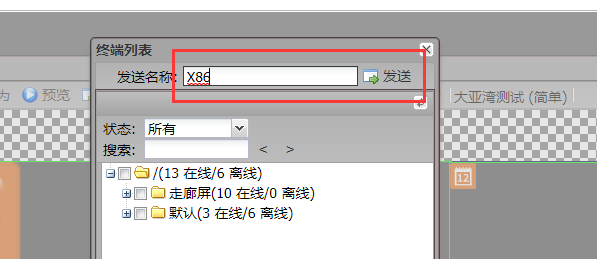 终端列表
发送名称: X86 发送
为 预览
大亚湾测试 (简单)
状态: 所有
搜索: < >
/(13 在线/6 离线)
12
走廊屏(10 在线/0 离线)
默认(3 在线/6 离线)